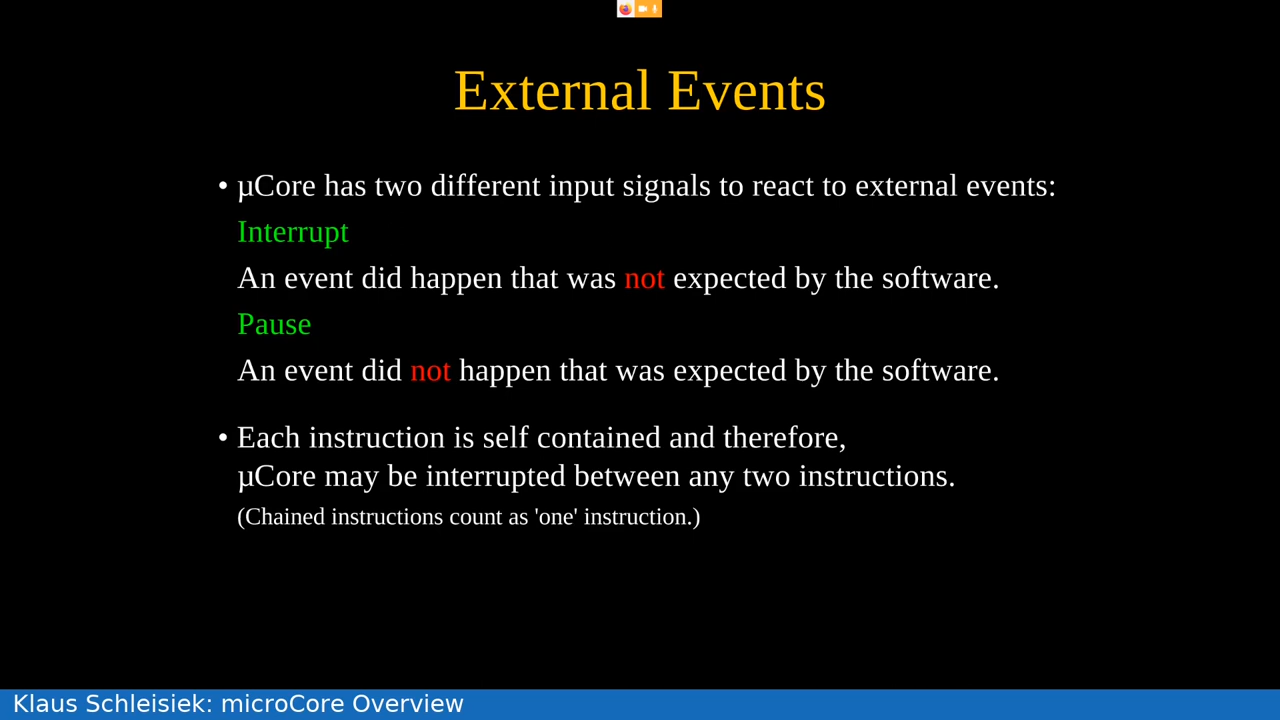 External Events
• µCore has two different input signals to react to external events:
Interrupt
An event did happen that was not expected by the software.
Pause
An event did not happen that was expected by the software.
• Each instruction is self contained and therefore,
µCore may be interrupted between any two instructions.
(Chained instructions count as 'one' instruction.)
Klaus Schleisiek: microCore Overview